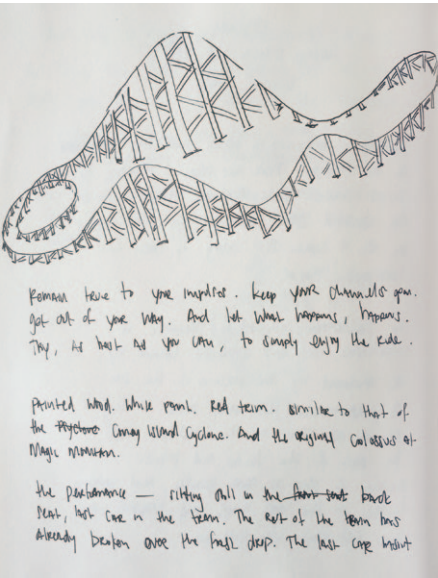 Remain true to your impulses. Keep your channels open.
Get out of your way. And let what happens, happens.
Try, as best as you can, to simply enjoy the ride.
Painted wood. White paint. Red trim. Similar to that of
the Psyclone Coney Island Cyclone. And the original Colossus at
Magic Mountain.
the performance — sitting still in the front seat back
seat, last car in the train. The rest of the train has
already broken over the first drop. The last car